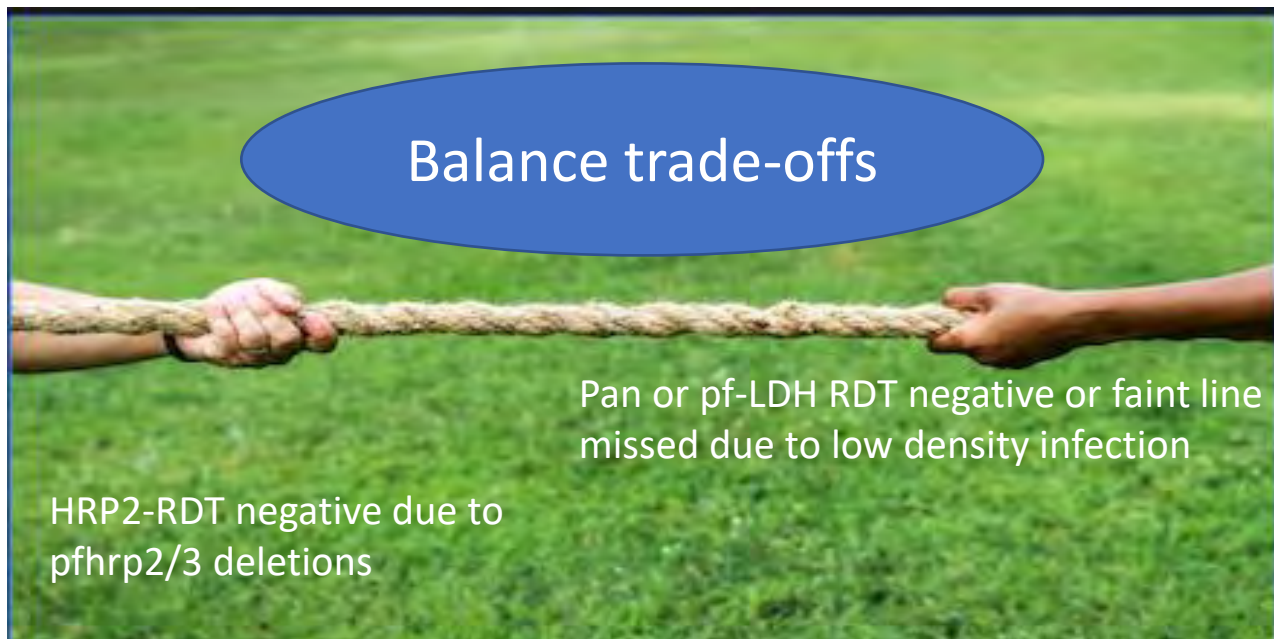 Balance trade-offs
Pan or pf-LDH RDT negative or faint line
missed due to low density infection
HRP2-RDT negative due to
pfhrp2/3 deletions